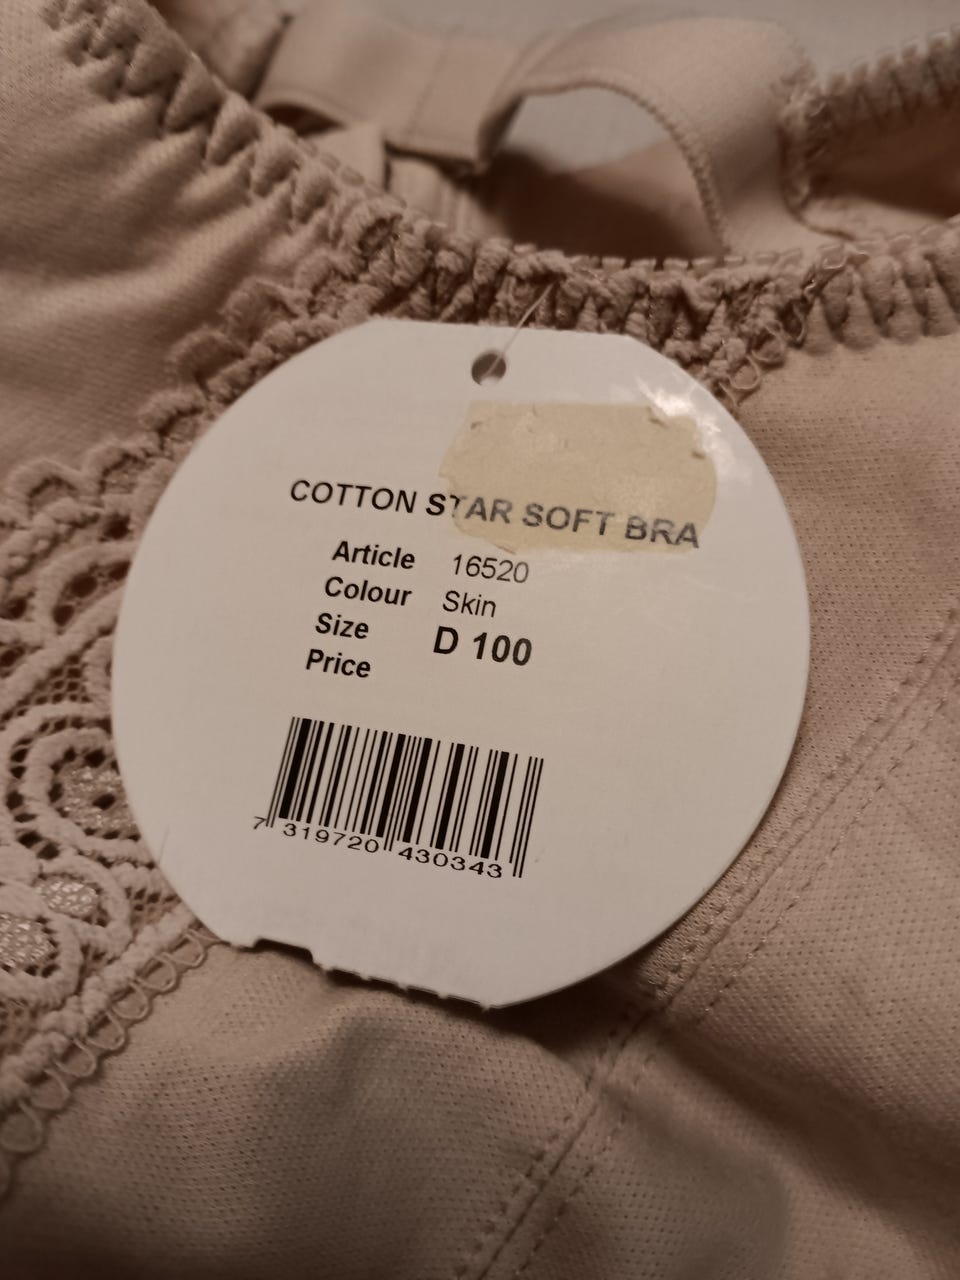 COTTON STAR SOFT BRA
Article 16520
Colour Skin
Size D 100
Price
7 319720 430343